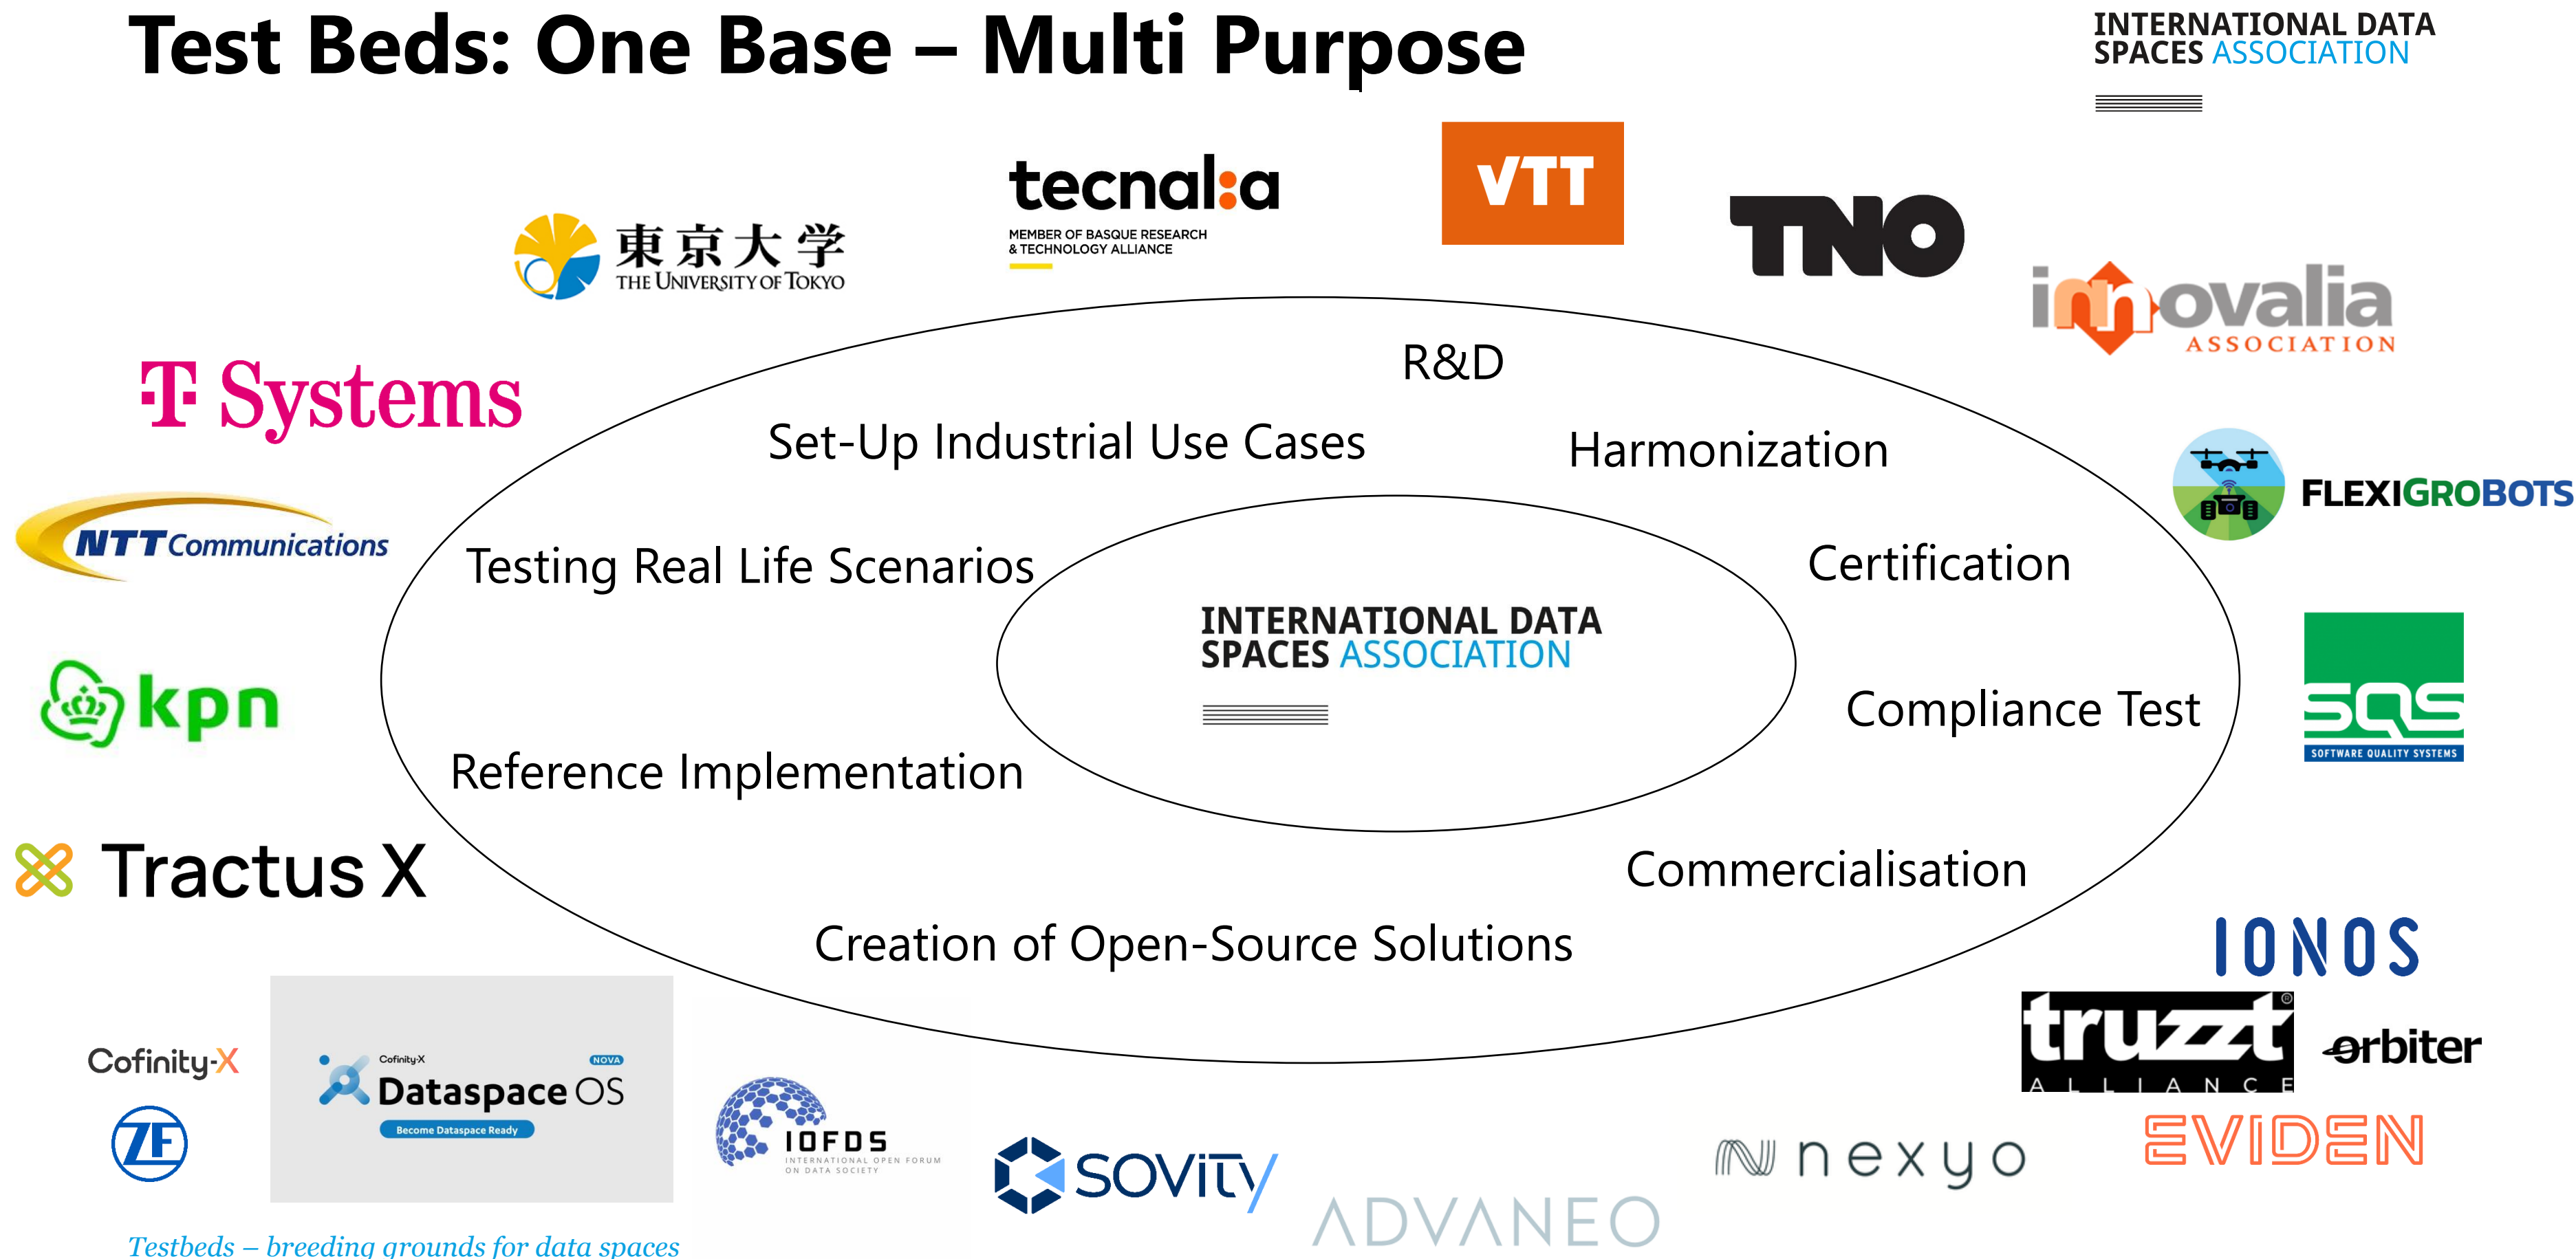 Test Beds: One Base – Multi Purpose
INTERNATIONAL DATA
SPACES ASSOCIATION
tecnalia
MEMBER OF BASQUE RESEARCH
& TECHNOLOGY ALLIANCE
VTT
TNO
東京大学
THE UNIVERSITY OF TOKYO
innovalia
ASSOCIATION
T Systems
R&D
Set-Up Industrial Use Cases
Harmonization
FLEXIGROBOTS
NTT Communications
Testing Real Life Scenarios
Certification
INTERNATIONAL DATA
SPACES ASSOCIATION
kpn
Compliance Test
SQS
SOFTWARE QUALITY SYSTEMS
Reference Implementation
Tractus X
Commercialisation
Creation of Open-Source Solutions
IONOS
truzzt®
ALLIANCE
orbiter
Cofinity-X
Cofinity-X
NOVA
Dataspace OS
Become Dataspace Ready
ZF
IOFDS
INTERNATIONAL OPEN FORUM
ON DATA SOCIETY
sovity
nexyo
EVIDEN
ADVANEO
Testbeds – breeding grounds for data spaces